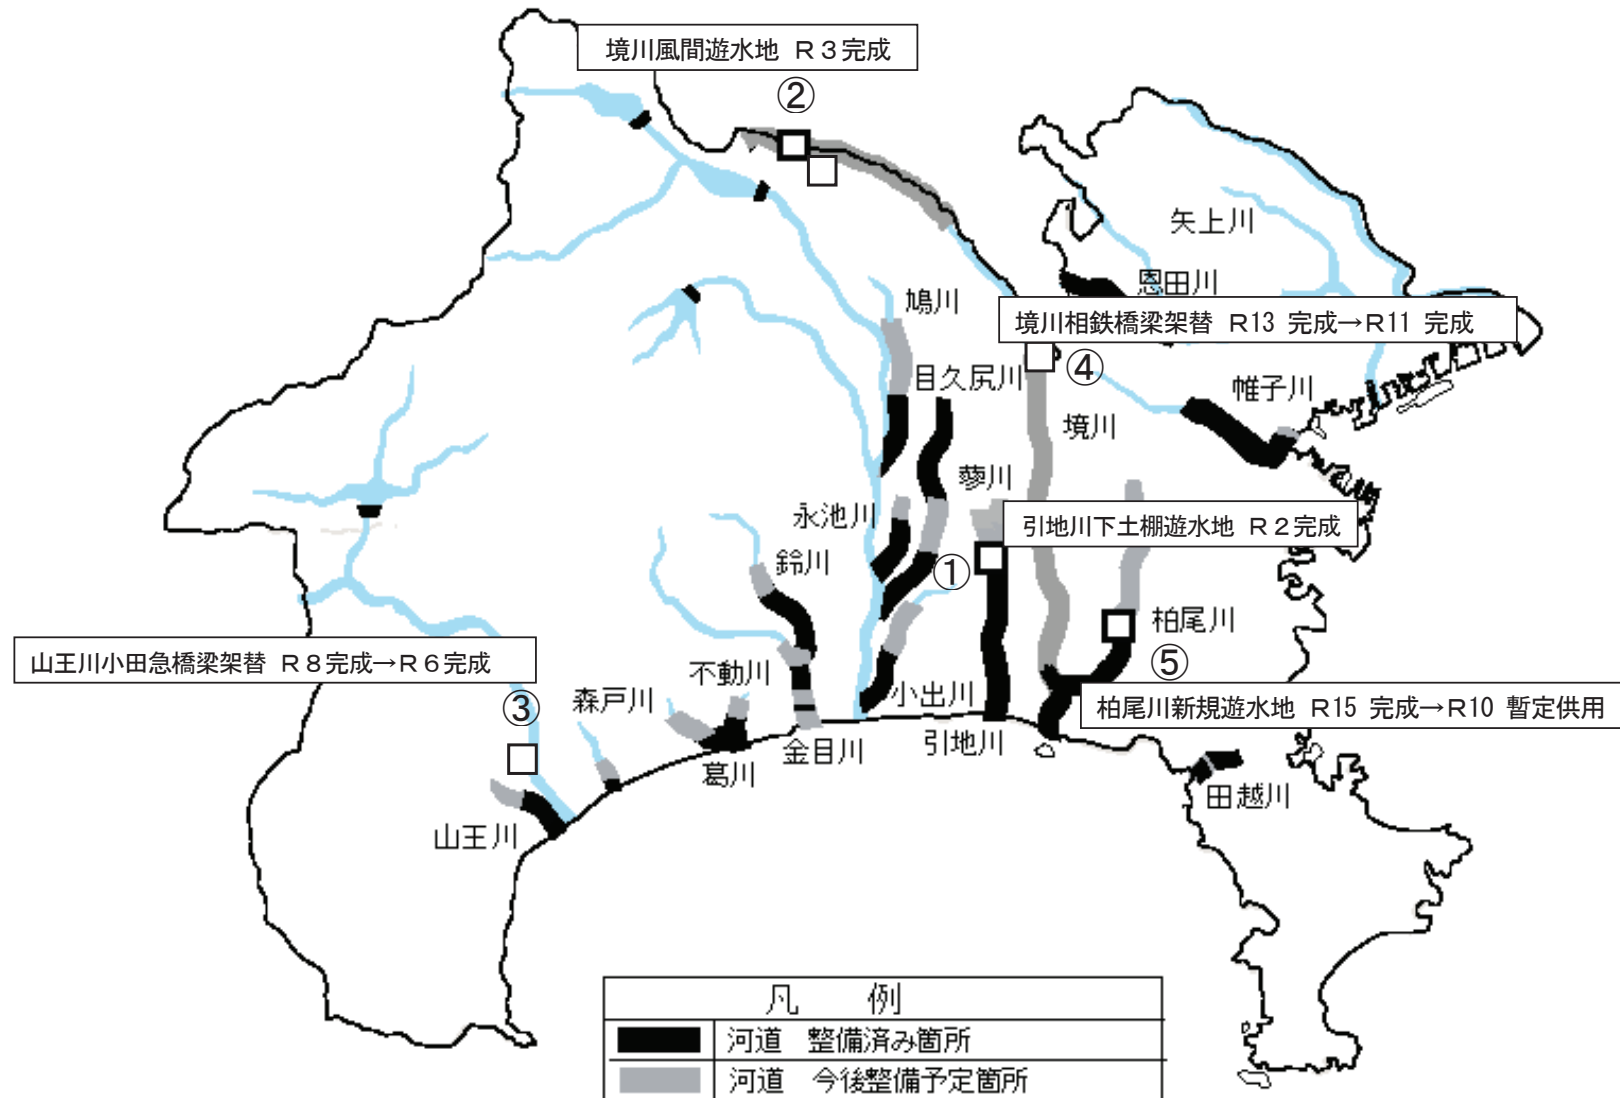 境川風間遊水地 Ｒ３完成
②
矢上川
恩田川
鳩川
境川相鉄橋梁架替 Ｒ13 完成→Ｒ11 完成
④
目久尻川
帷子川
境川
蓼川
永池川
引地川下土棚遊水地 Ｒ２完成
鈴川
①
柏尾川
⑤
山王川小田急橋梁架替 Ｒ８完成→Ｒ６完成
不動川
③
森戸川
小出川
柏尾川新規遊水地 Ｒ15 完成→Ｒ10 暫定供用
引地川
金目川
葛川
田越川
山王川
凡 例
河道 整備済み箇所
河道 今後整備予定箇所